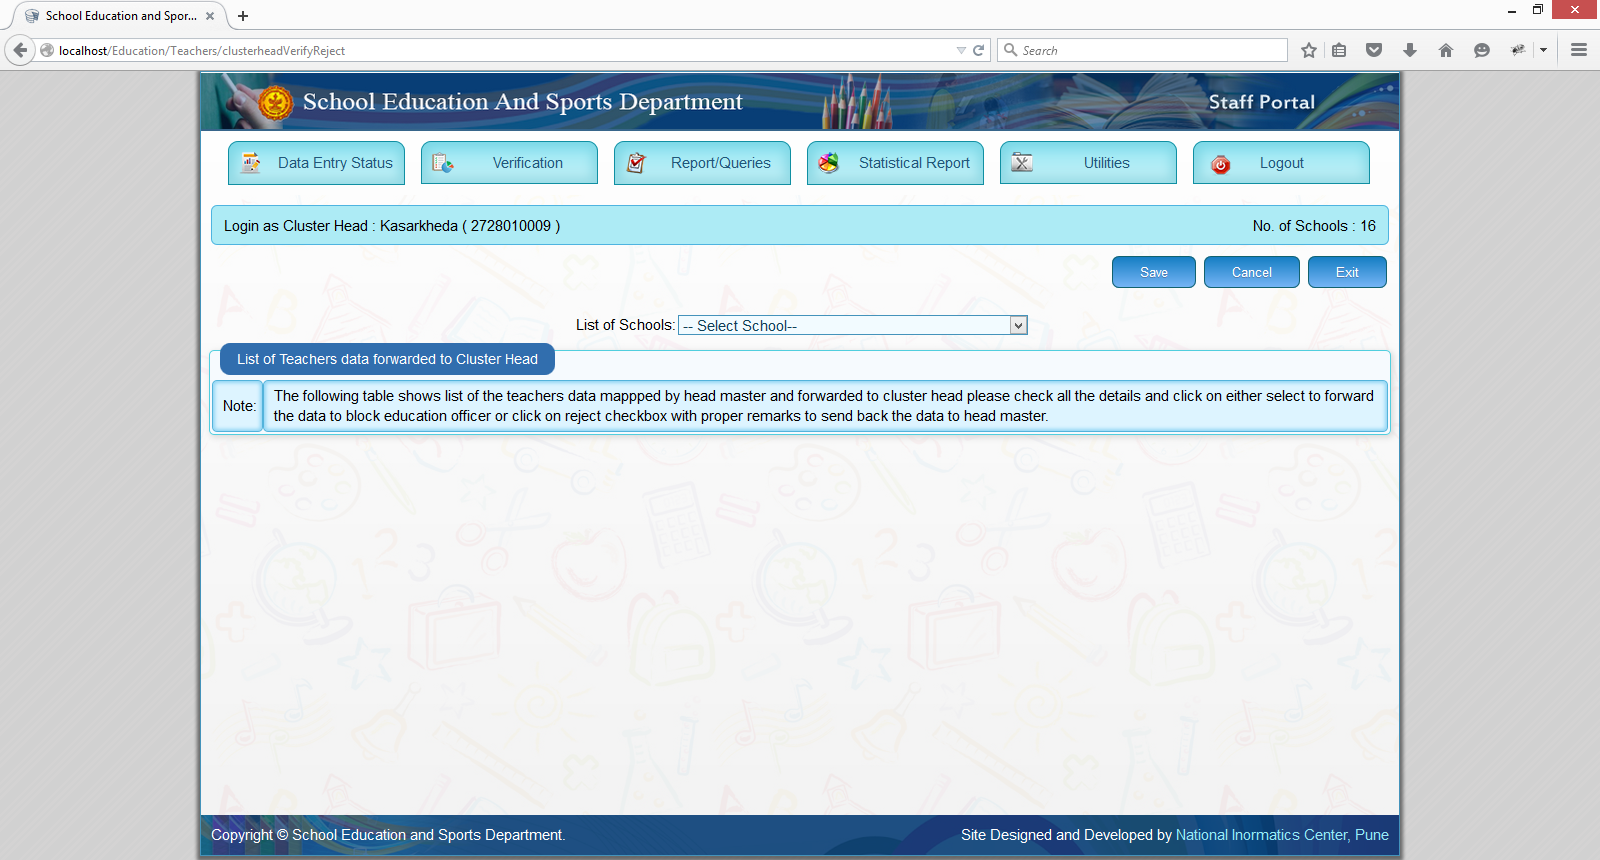 School Education and Spor...
localhost/Education/Teachers/clusterheadVerifyReject
Search
School Education And Sports Department
Staff Portal
Data Entry Status
Verification
Report/Queries
Statistical Report
Utilities
Logout
Login as Cluster Head : Kasarkheda ( 2728010009 )
No. of Schools : 16
Save
Cancel
Exit
List of Schools:
-- Select School--
List of Teachers data forwarded to Cluster Head
Note:
The following table shows list of the teachers data mappped by head master and forwarded to cluster head please check all the details and click on either select to forward
the data to block education officer or click on reject checkbox with proper remarks to send back the data to head master.
Copyright © School Education and Sports Department.
Site Designed and Developed by National Inormatics Center, Pune